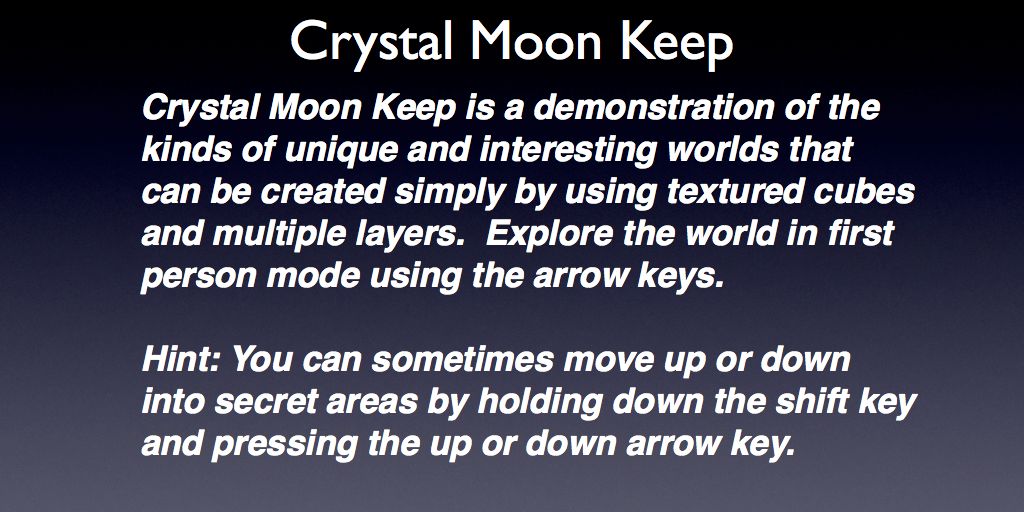 Crystal Moon Keep
Crystal Moon Keep is a demonstration of the
kinds of unique and interesting worlds that
can be created simply by using textured cubes
and multiple layers.  Explore the world in first
person mode using the arrow keys.
Hint: You can sometimes move up or down
into secret areas by holding down the shift key
and pressing the up or down arrow key.